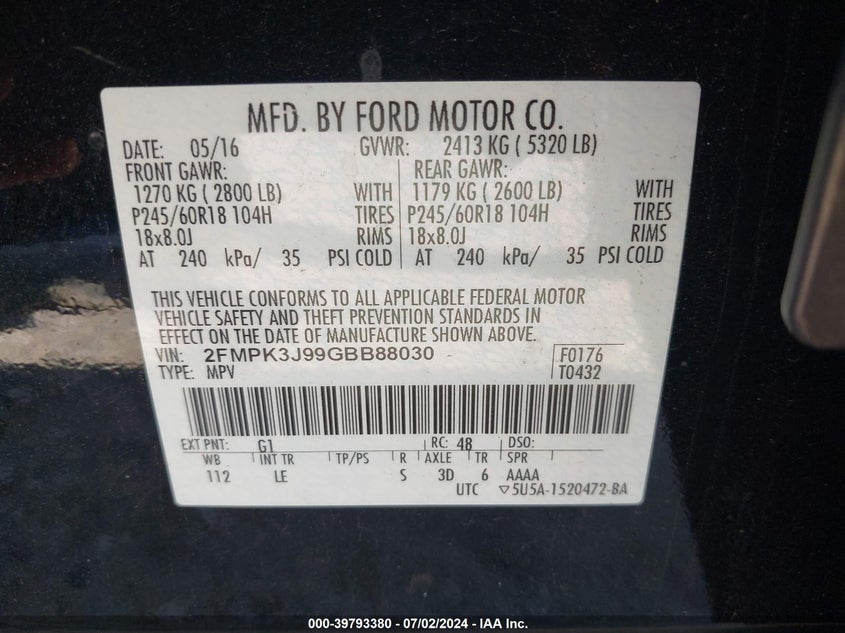 MFD. BY FORD MOTOR CO.
DATE: 05/16 GVWR: 2413 KG ( 5320 LB)
FRONT GAWR: REAR GAWR:
1270 KG ( 2800 LB) WITH 1179 KG ( 2600 LB) WITH
P245/60R18 104H TIRES P245/60R18 104H TIRES
18x8.0J RIMS 18x8.0J RIMS
AT 240 kPa/ 35 PSI COLD AT 240 kPa/ 35 PSI COLD
THIS VEHICLE CONFORMS TO ALL APPLICABLE FEDERAL MOTOR
VEHICLE SAFETY AND THEFT PREVENTION STANDARDS IN
EFFECT ON THE DATE OF MANUFACTURE SHOWN ABOVE.
VIN: 2FMPK3J99GBB88030 F0176
TYPE: MPV T0432
EXT PNT: G1 RC: 48 DSO:
WB INT TR TP/PS R AXLE TR SPR
112 LE S 3D 6 AAAA
UTC ▽5U5A-1520472-BA
000-39793380 - 07/02/2024 - IAA Inc.